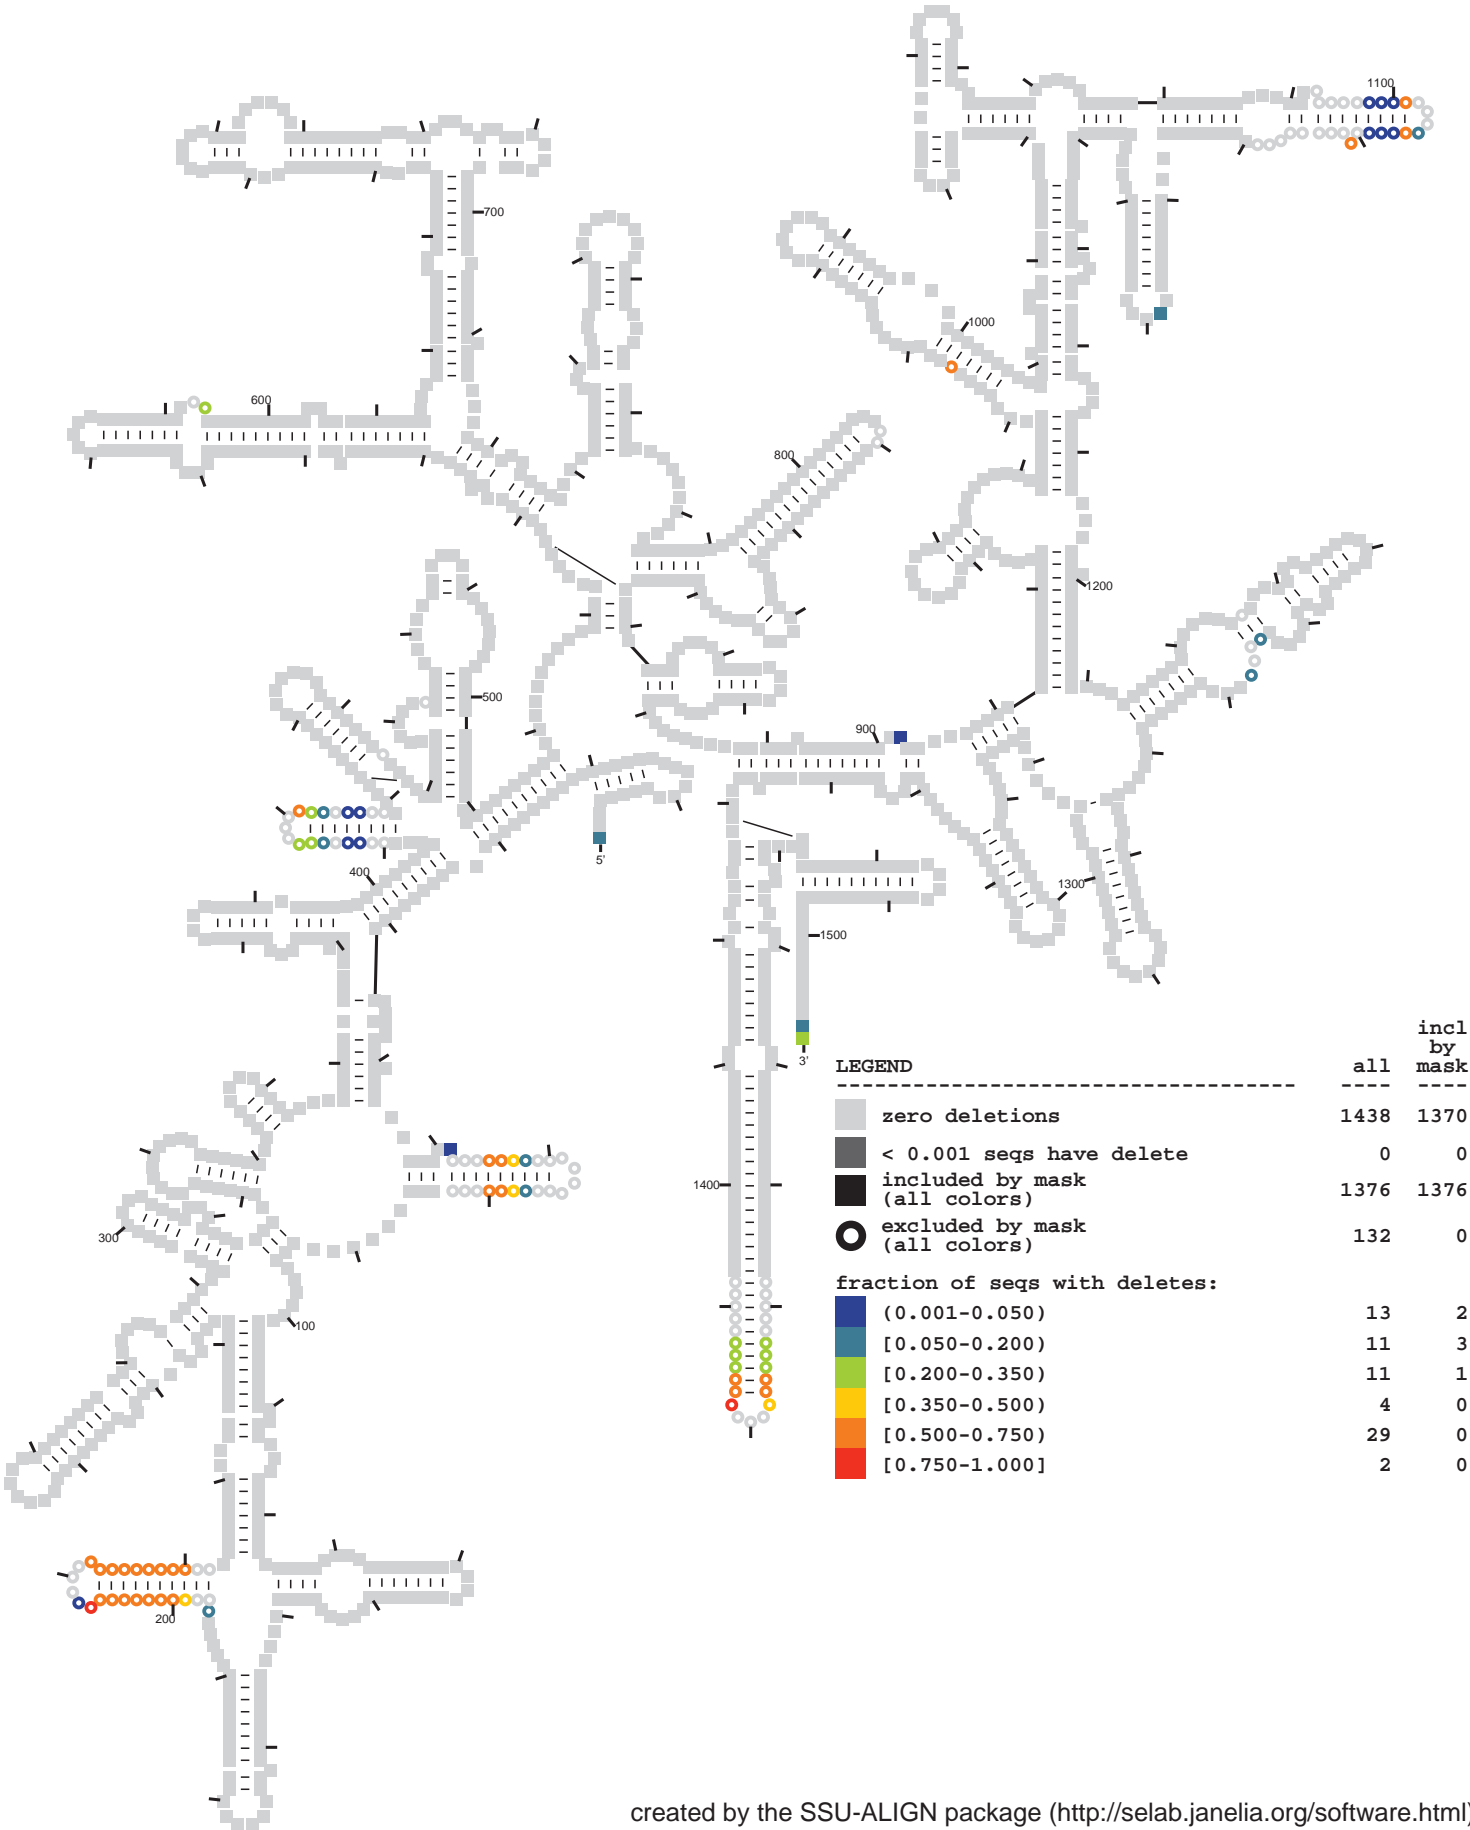 1100
700
1000
600
800
1200
500
900
5'
400
1300
1500
3'
incl
by
LEGEND all mask
---------------------------------- ---- ----
zero deletions 1438 1370
< 0.001 seqs have delete 0 0
included by mask
(all colors) 1376 1376
excluded by mask
(all colors) 132 0
1400
300
fraction of seqs with deletes:
(0.001-0.050) 13 2
100
[0.050-0.200) 11 3
[0.200-0.350) 11 1
[0.350-0.500) 4 0
[0.500-0.750) 29 0
[0.750-1.000] 2 0
200
created by the SSU-ALIGN package (http://selab.janelia.org/software.html)